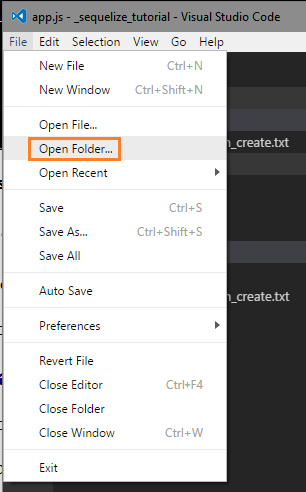 app.js - _sequelize_tutorial - Visual Studio Code
File Edit Selection View Go Help
New File Ctrl+N
New Window Ctrl+Shift+N
Open File...
Open Folder...
_create.txt
Open Recent
Save Ctrl+S
Save As... Ctrl+Shift+S
Save All
Auto Save
_create.txt
Preferences
Revert File
Close Editor Ctrl+F4
Close Folder
Close Window Ctrl+W
Exit